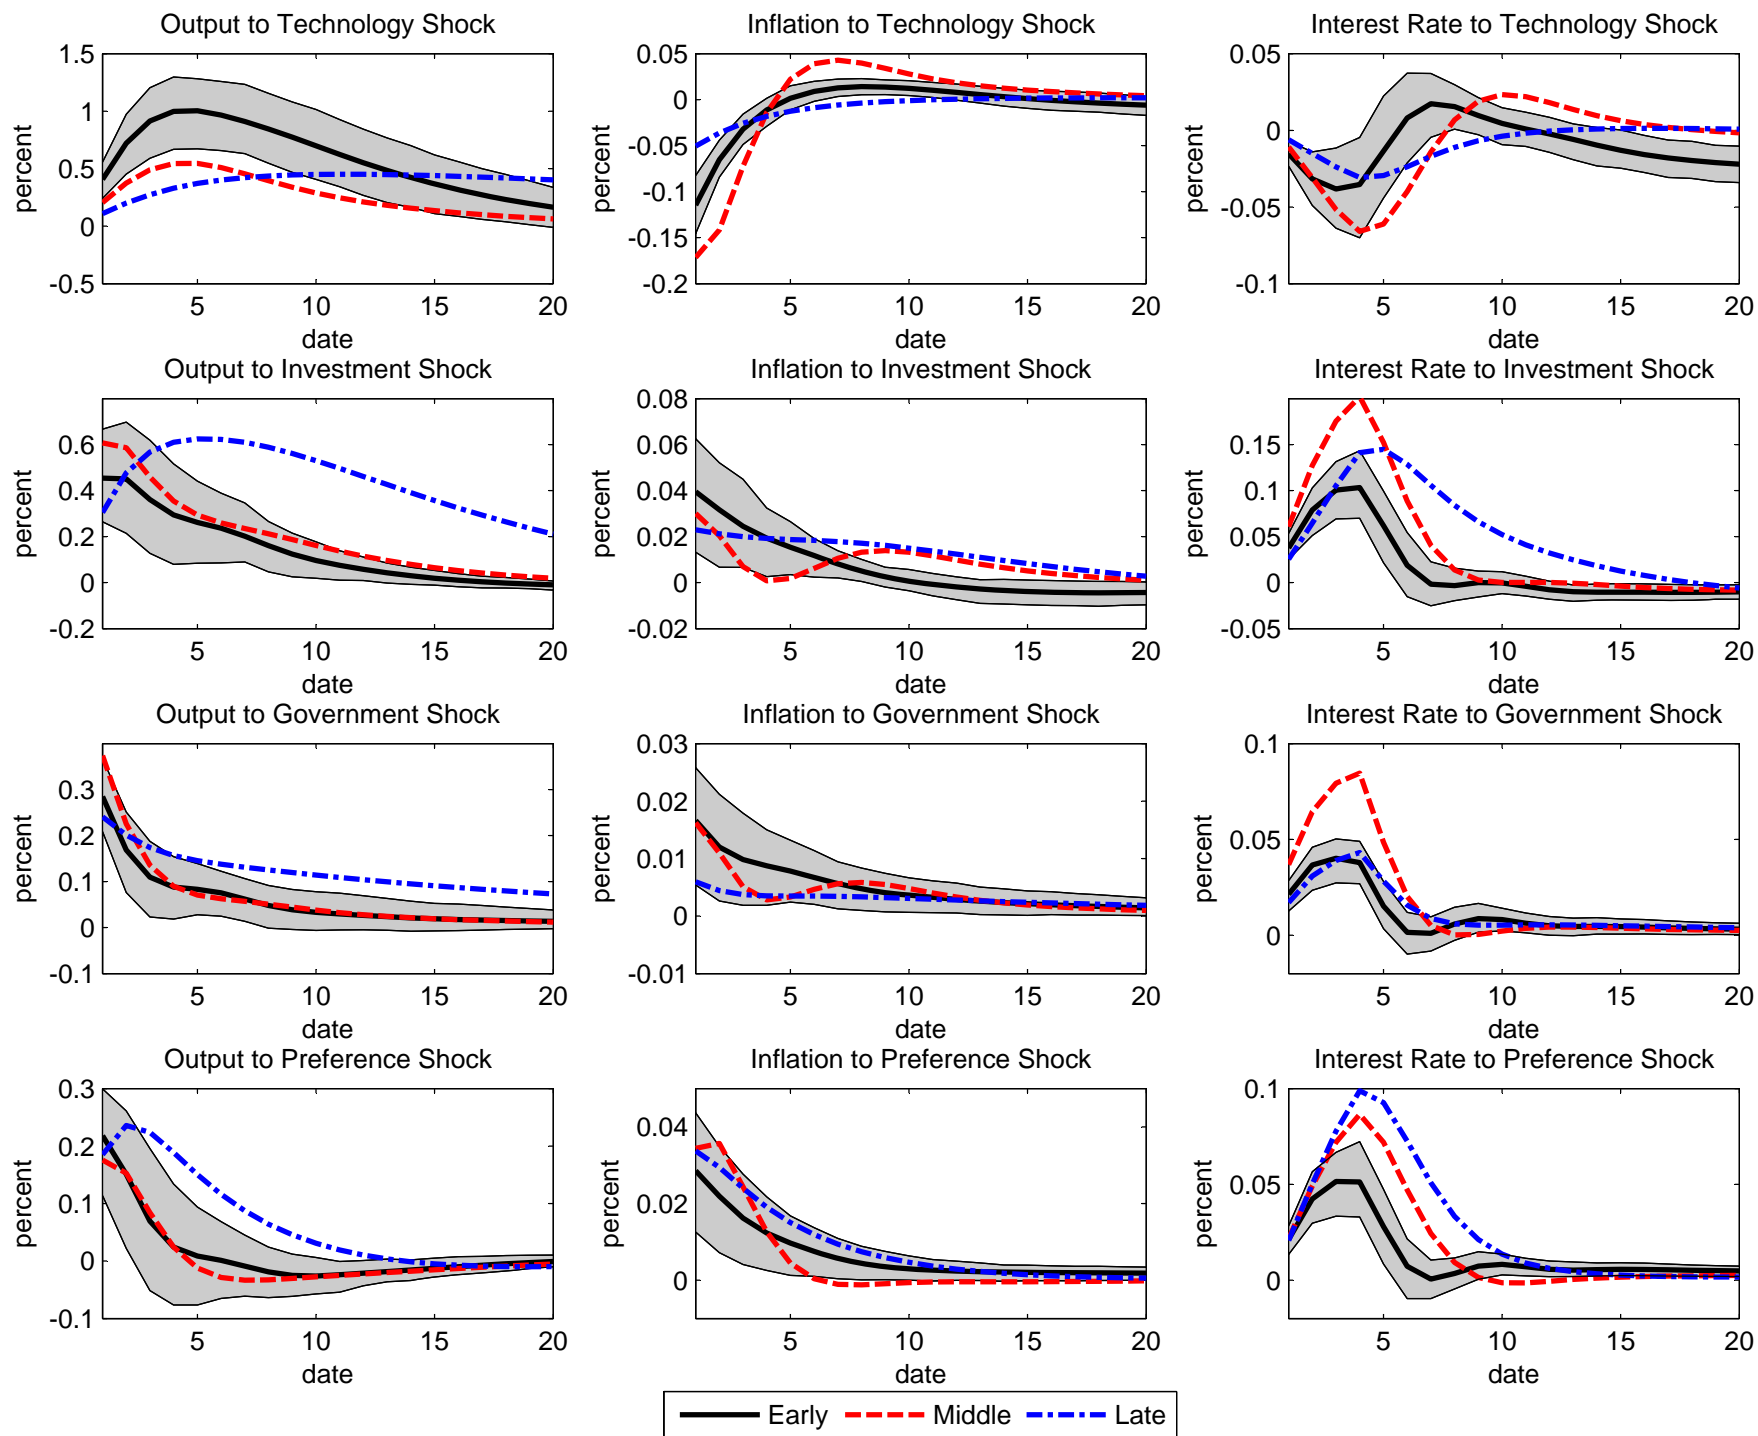 Output to Technology Shock
Inflation to Technology Shock
Interest Rate to Technology Shock
percent
1.5
1
0.5
0
-0.5
5
10
15
20
date
percent
0.05
0
-0.05
-0.1
-0.15
-0.2
5
10
15
20
date
percent
0.05
0
-0.05
-0.1
5
10
15
20
date
Output to Investment Shock
Inflation to Investment Shock
Interest Rate to Investment Shock
percent
0.6
0.4
0.2
0
-0.2
5
10
15
20
date
percent
0.08
0.06
0.04
0.02
0
-0.02
5
10
15
20
date
percent
0.15
0.1
0.05
0
-0.05
5
10
15
20
date
Output to Government Shock
Inflation to Government Shock
Interest Rate to Government Shock
percent
0.3
0.2
0.1
0
-0.1
5
10
15
20
date
percent
0.03
0.02
0.01
0
-0.01
5
10
15
20
date
percent
0.1
0.05
0
5
10
15
20
date
Output to Preference Shock
Inflation to Preference Shock
Interest Rate to Preference Shock
percent
0.3
0.2
0.1
0
-0.1
5
10
15
20
date
percent
0.04
0.02
0
5
10
15
20
date
percent
0.1
0.05
0
5
10
15
20
date
Early
Middle
Late